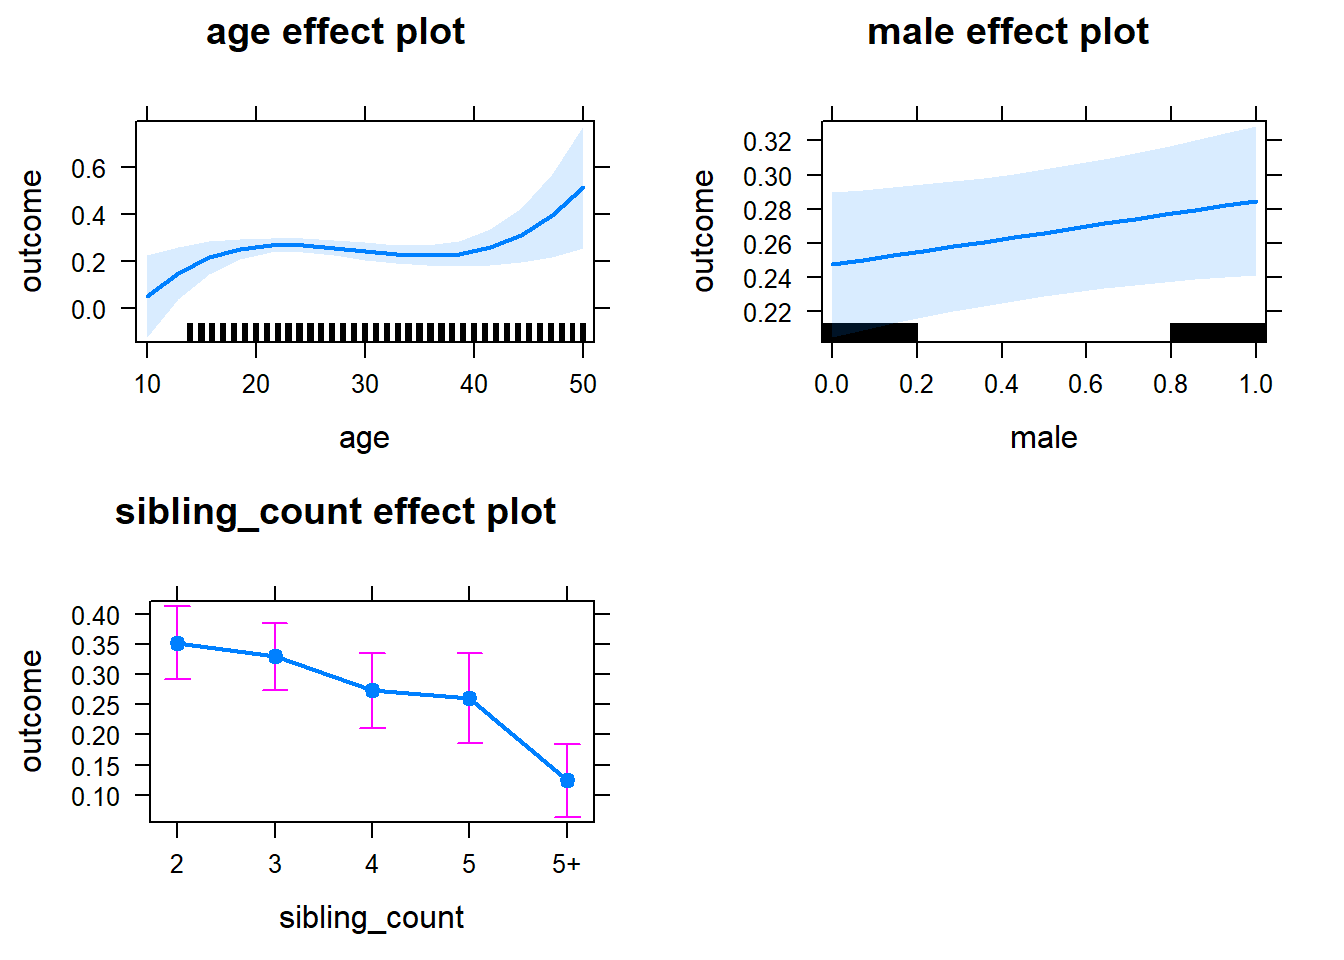 age effect plot
outcome
0.6
0.4
0.2
0.0
10 20 30 40 50
age
male effect plot
outcome
0.32
0.30
0.28
0.26
0.24
0.22
0.0 0.2 0.4 0.6 0.8 1.0
male
sibling_count effect plot
outcome
0.40
0.35
0.30
0.25
0.20
0.15
0.10
2 3 4 5 5+
sibling_count